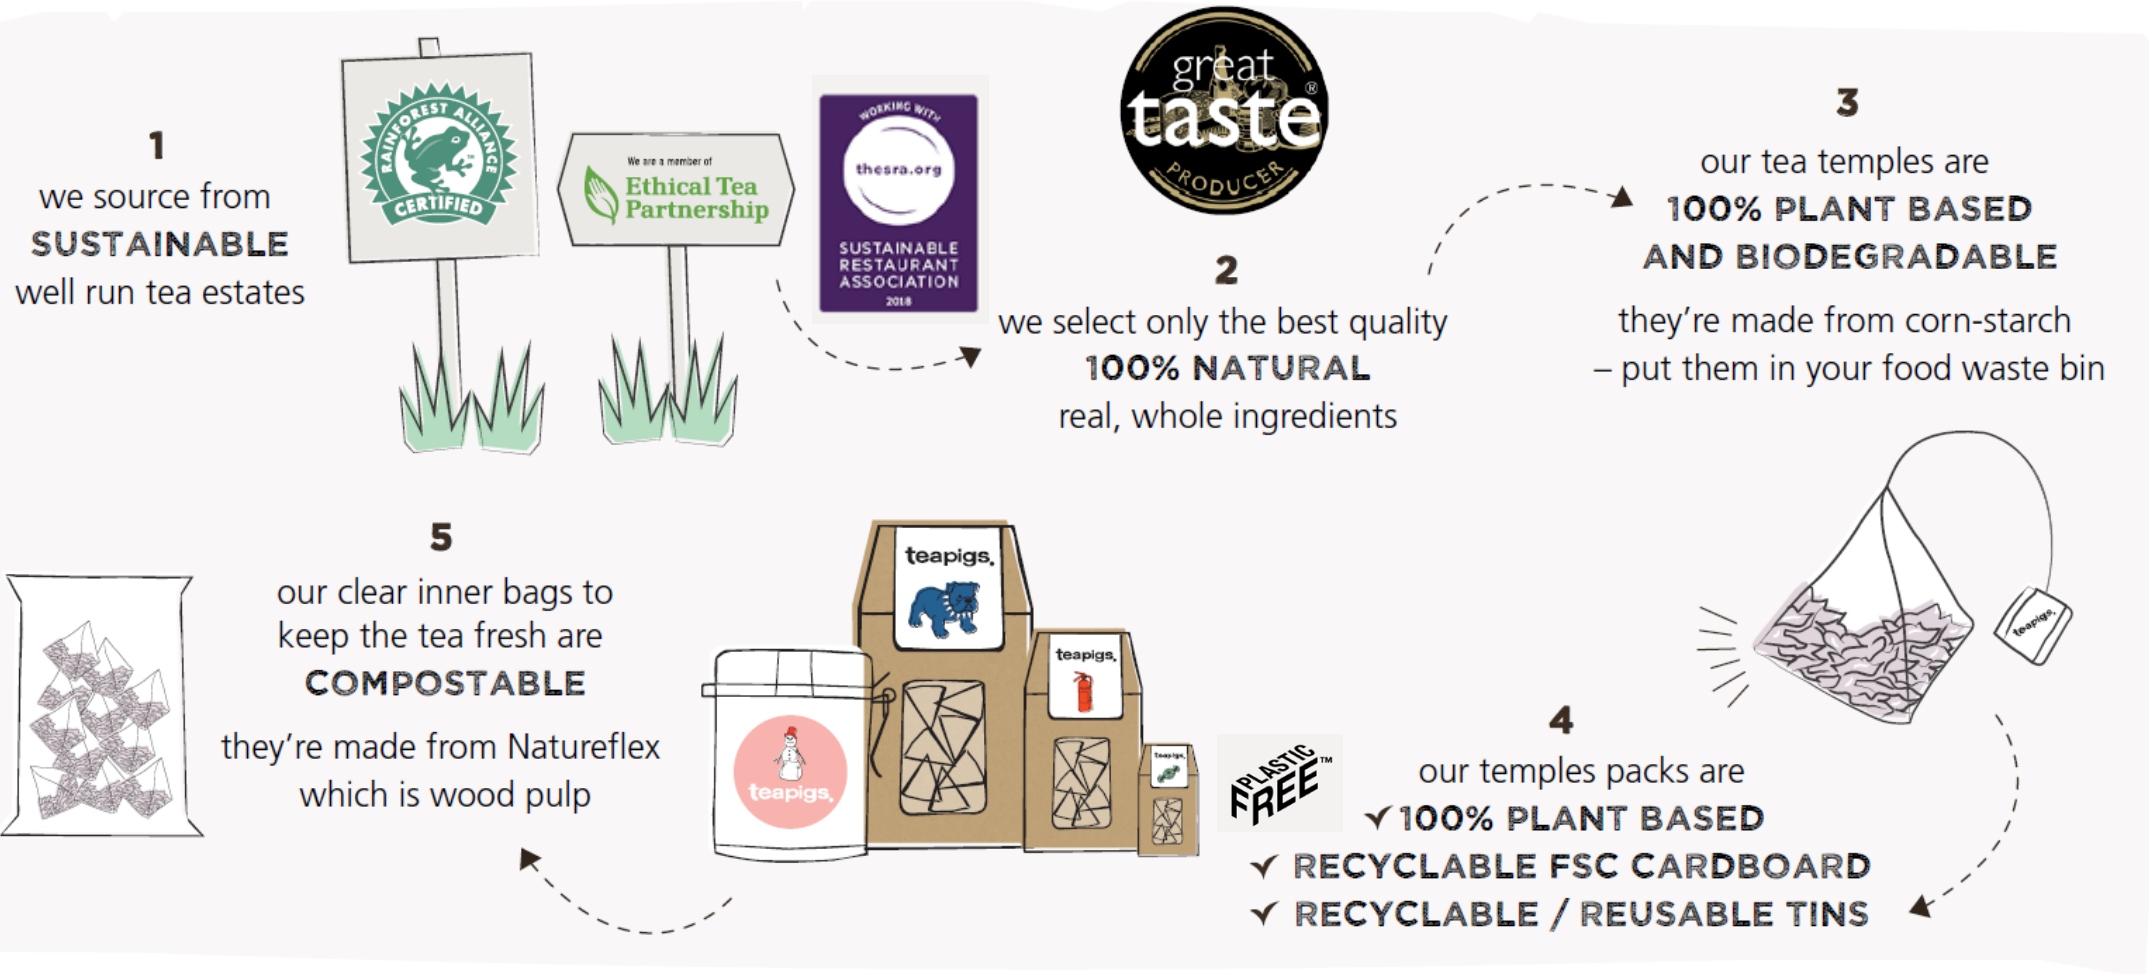 1
we source from
SUSTAINABLE
well run tea estates
RAINFOREST ALLIANCE
TM
CERTIFIED
We are a member of
Ethical Tea
Partnership
WORKING WITH
thesra.org
SUSTAINABLE
RESTAURANT
ASSOCIATION
2018
great
taste®
PRODUCER
2
we select only the best quality
100% NATURAL
real, whole ingredients
3
our tea temples are
100% PLANT BASED
AND BIODEGRADABLE
they're made from corn-starch
– put them in your food waste bin
teapigs.
4
our temples packs are
✓ 100% PLANT BASED
✓ RECYCLABLE FSC CARDBOARD
✓ RECYCLABLE / REUSABLE TINS
PLASTIC
FREE™
teapigs.
teapigs.
teapigs.
teapigs.
5
our clear inner bags to
keep the tea fresh are
COMPOSTABLE
they're made from Natureflex
which is wood pulp